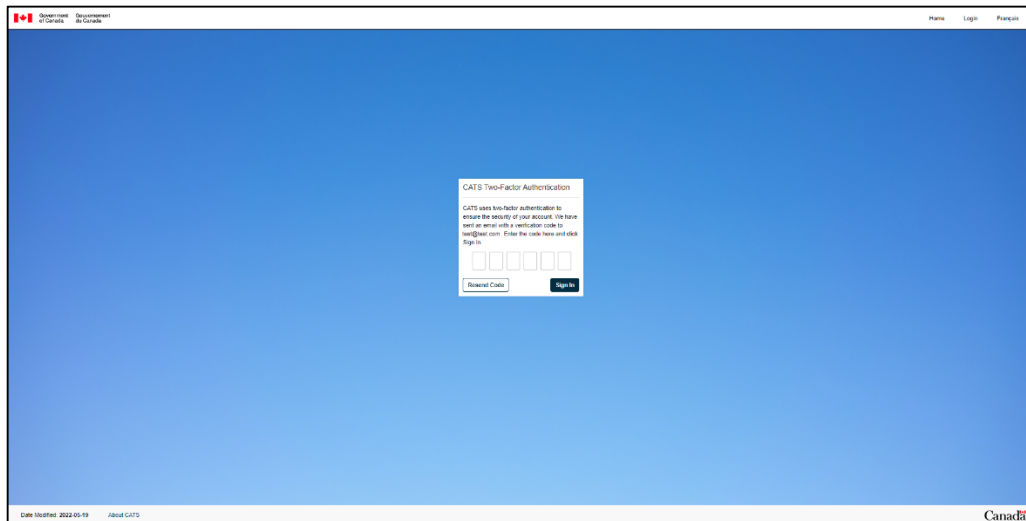 Government of Canada
Gouvernement du Canada
Home Login Français
CATS Two-Factor Authentication
CATS uses two-factor authentication to
ensure the security of your account. We have
sent an email with a verification code to
test@test.com. Enter the code here and click
Sign In.
Resend Code Sign In
Date Modified: 2022-05-19 About CATS
Canada